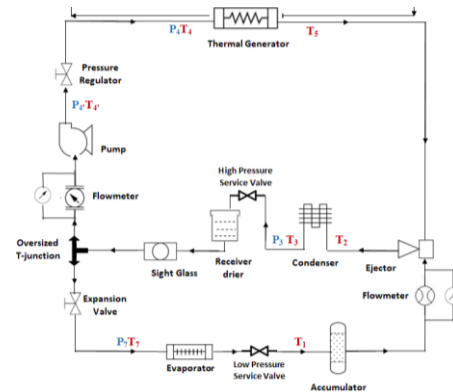 P4T4
T5
Thermal Generator
Pressure
Regulator
P4'T4'
Pump
High Pressure
Service Valve
Flowmeter
P3 T3
T2
Oversized
T-junction
Sight Glass
Receiver
drier
Condenser
Ejector
Flowmeter
Expansion
Valve
P7T7
T1
Evaporator
Low Pressure
Service Valve
Accumulator